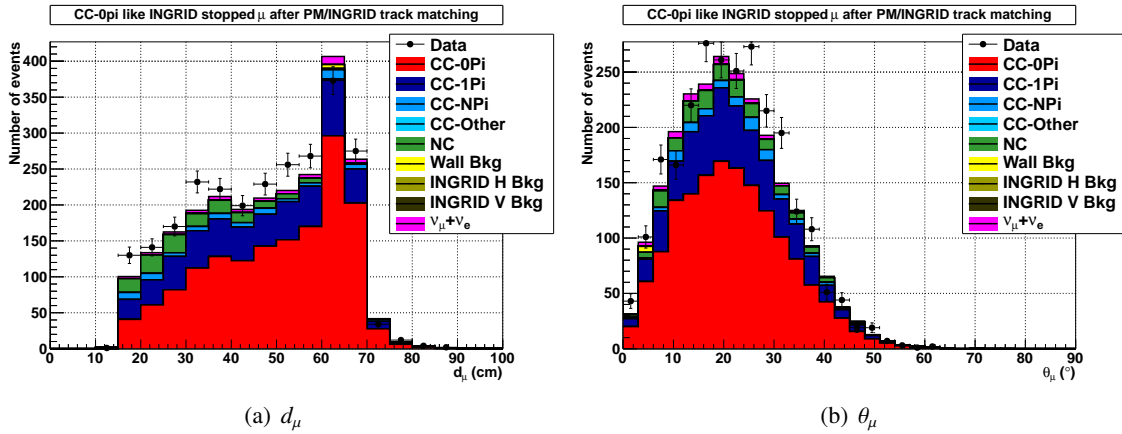 CC-0pi like INGRID stopped μ after PM/INGRID track matching
Number of events
400
350
300
250
200
150
100
50
0
0 10 20 30 40 50 60 70 80 90 100
d_μ (cm)
Data
CC-0Pi
CC-1Pi
CC-NPi
CC-Other
NC
Wall Bkg
INGRID H Bkg
INGRID V Bkg
ν_μ+ν_e
(a) d_μ
CC-0pi like INGRID stopped μ after PM/INGRID track matching
Number of events
250
200
150
100
50
0
0 10 20 30 40 50 60 70 80 90
θ_μ (°)
Data
CC-0Pi
CC-1Pi
CC-NPi
CC-Other
NC
Wall Bkg
INGRID H Bkg
INGRID V Bkg
ν_μ+ν_e
(b) θ_μ